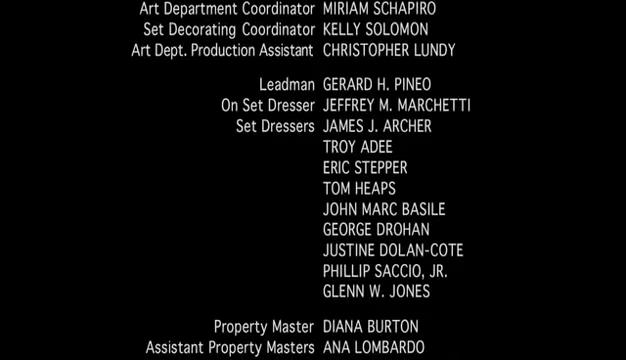 Art Department Coordinator MIRIAM SCHAPIRO
Set Decorating Coordinator KELLY SOLOMON
Art Dept. Production Assistant CHRISTOPHER LUNDY
Leadman GERARD H. PINEO
On Set Dresser JEFFREY M. MARCHETTI
Set Dressers JAMES J. ARCHER
TROY ADEE
ERIC STEPPER
TOM HEAPS
JOHN MARC BASILE
GEORGE DROHAN
JUSTINE DOLAN-COTE
PHILLIP SACCIO, JR.
GLENN W. JONES
Property Master DIANA BURTON
Assistant Property Masters ANA LOMBARDO